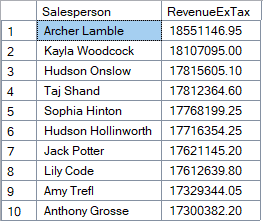 Salesperson RevenueExTax
1 Archer Lamble 18551146.95
2 Kayla Woodcock 18107095.00
3 Hudson Onslow 17815605.10
4 Taj Shand 17812364.60
5 Sophia Hinton 17768199.25
6 Hudson Hollinworth 17716354.25
7 Jack Potter 17621145.20
8 Lily Code 17612639.80
9 Amy Trefl 17329344.05
10 Anthony Grosse 17300382.20